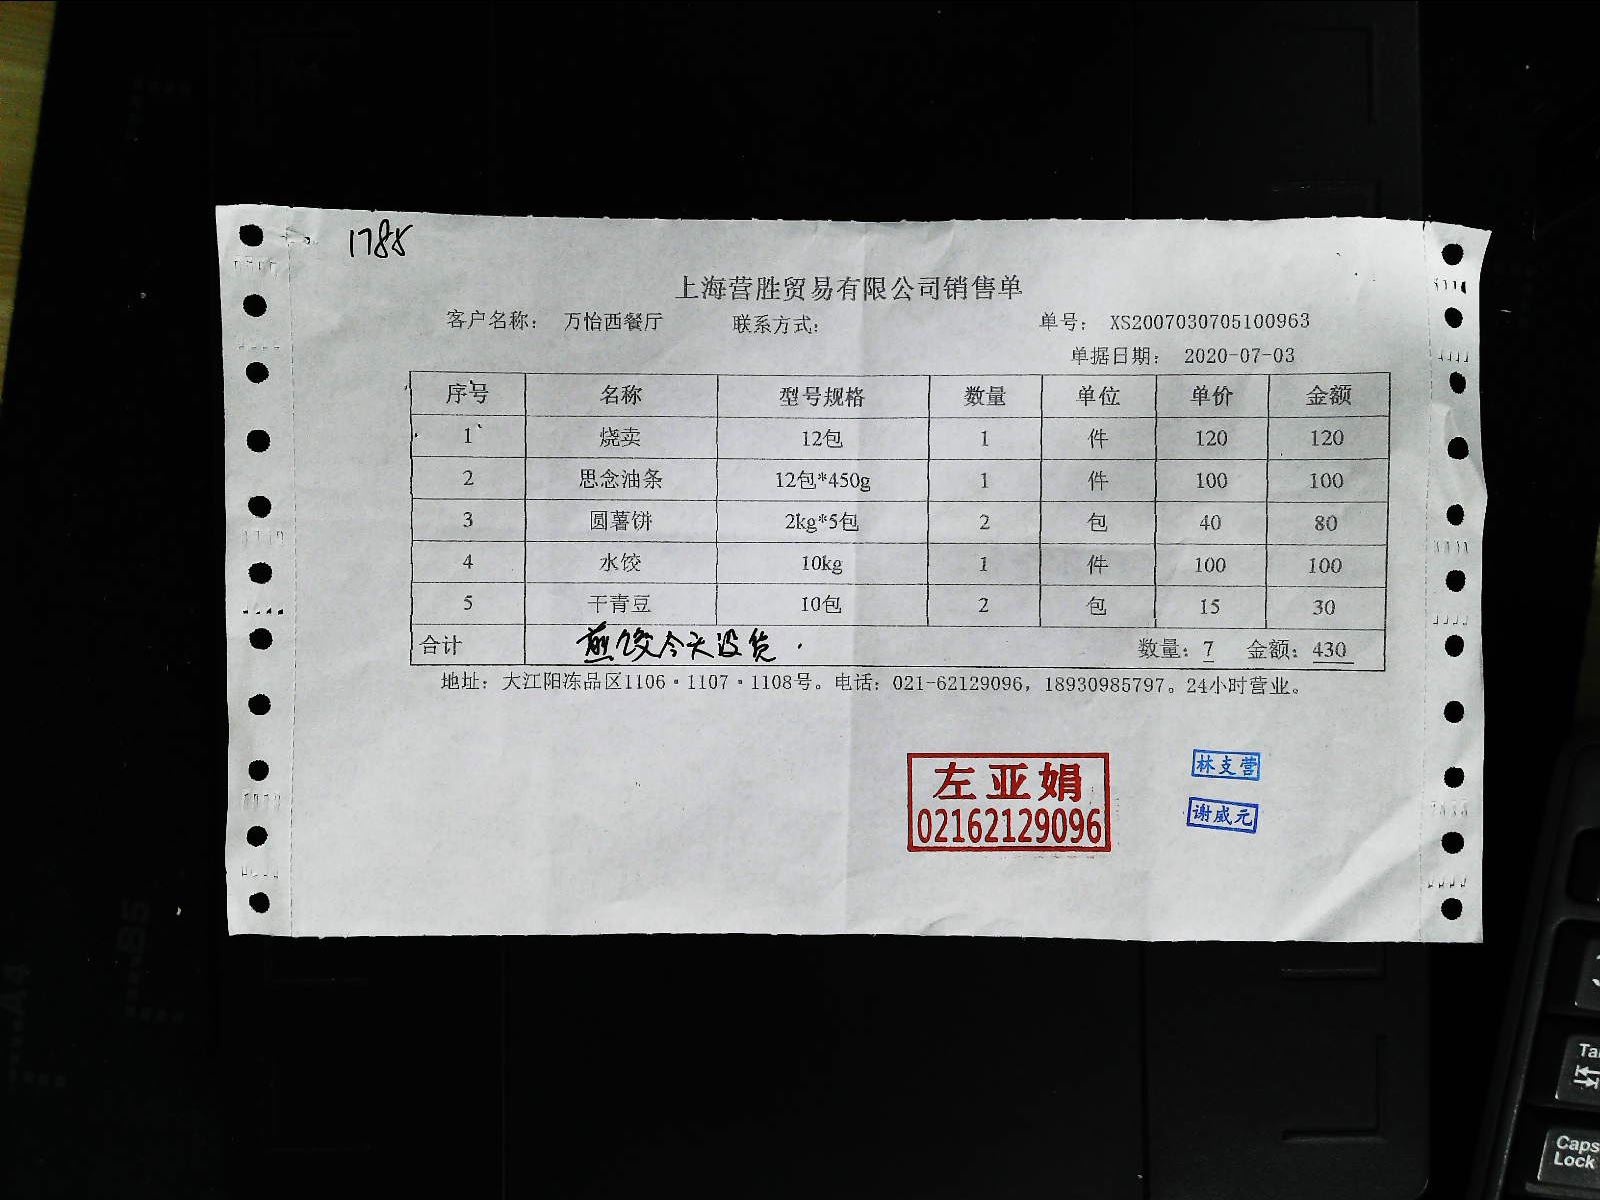 1785
上海营胜贸易有限公司销售单
客户名称： 万怡西餐厅 联系方式： 单号： XS2007030705100963
单据日期： 2020-07-03
序号 名称 型号规格 数量 单位 单价 金额
1 烧卖 12包 1 件 120 120
2 思念油条 12包*450g 1 件 100 100
3 圆薯饼 2kg*5包 2 包 40 80
4 水饺 10kg 1 件 100 100
5 干青豆 10包 2 包 15 30
合计 煎饺今天没货. 数量：7 金额：430
地址：大江阳冻品区1106·1107·1108号。电话：021-62129096，18930985797。24小时营业。
左亚娟
02162129096
林支营
谢威元
A4
B5
Caps
Lock